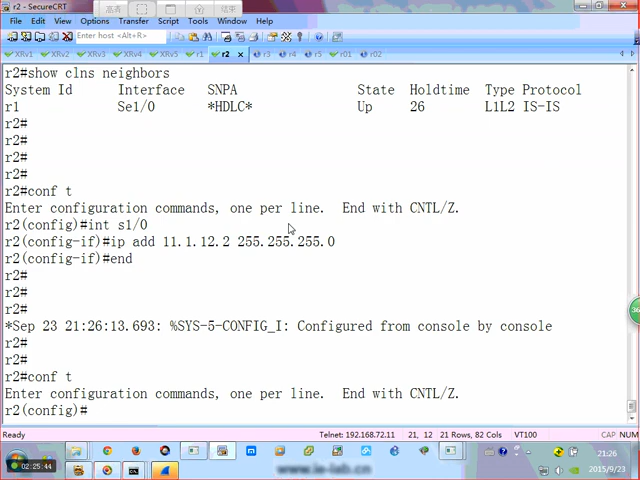 r2 - SecureCRT
File Edit View Options Transfer Script Tools Window Help
Enter host <Alt+R>
XRv1 XRv2 XRv3 XRv4 XRv5 r1 r2 r3 r4 r5 r01 r02
r2#show clns neighbors
System Id Interface SNPA State Holdtime Type Protocol
r1 Se1/0 *HDLC* Up 26 L1L2 IS-IS
r2#
r2#
r2#
r2#
r2#conf t
Enter configuration commands, one per line. End with CNTL/Z.
r2(config)#int s1/0
r2(config-if)#ip add 11.1.12.2 255.255.255.0
r2(config-if)#end
r2#
r2#
r2#
*Sep 23 21:26:13.693: %SYS-5-CONFIG_I: Configured from console by console
r2#
r2#
r2#conf t
Enter configuration commands, one per line. End with CNTL/Z.
r2(config)#
36
Ready Telnet: 192.168.72.11 21, 12 21 Rows, 82 Cols VT100 CAP NUM
02:25:44
www.ie-lab.cn
21:26
2015/9/23